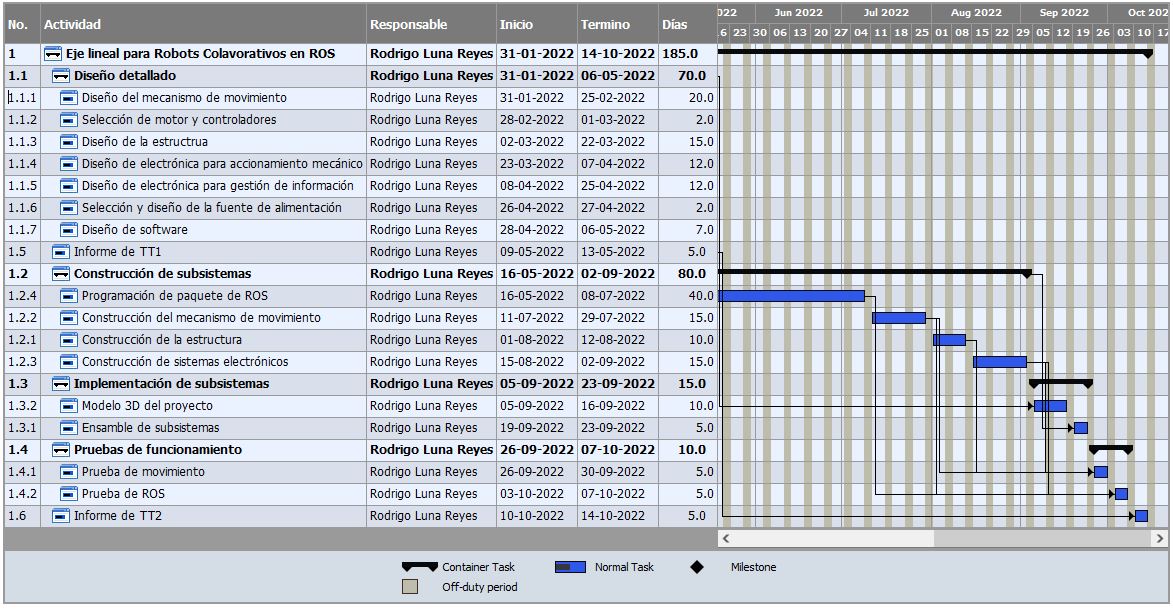 No. Actividad Responsable Inicio Termino Días 022 Jun 2022 Jul 2022 Aug 2022 Sep 2022 Oct 202
6 23 30 06 13 20 27 04 11 18 25 01 08 15 22 29 05 12 19 26 03 10 17
1 Eje lineal para Robots Colavorativos en ROS Rodrigo Luna Reyes 31-01-2022 14-10-2022 185.0
1.1 Diseño detallado Rodrigo Luna Reyes 31-01-2022 06-05-2022 70.0
1.1.1 Diseño del mecanismo de movimiento Rodrigo Luna Reyes 31-01-2022 25-02-2022 20.0
1.1.2 Selección de motor y controladores Rodrigo Luna Reyes 28-02-2022 01-03-2022 2.0
1.1.3 Diseño de la estructrua Rodrigo Luna Reyes 02-03-2022 22-03-2022 15.0
1.1.4 Diseño de electrónica para accionamiento mecánico Rodrigo Luna Reyes 23-03-2022 07-04-2022 12.0
1.1.5 Diseño de electrónica para gestión de información Rodrigo Luna Reyes 08-04-2022 25-04-2022 12.0
1.1.6 Selección y diseño de la fuente de alimentación Rodrigo Luna Reyes 26-04-2022 27-04-2022 2.0
1.1.7 Diseño de software Rodrigo Luna Reyes 28-04-2022 06-05-2022 7.0
1.5 Informe de TT1 Rodrigo Luna Reyes 09-05-2022 13-05-2022 5.0
1.2 Construcción de subsistemas Rodrigo Luna Reyes 16-05-2022 02-09-2022 80.0
1.2.4 Programación de paquete de ROS Rodrigo Luna Reyes 16-05-2022 08-07-2022 40.0
1.2.2 Construcción del mecanismo de movimiento Rodrigo Luna Reyes 11-07-2022 29-07-2022 15.0
1.2.1 Construcción de la estructura Rodrigo Luna Reyes 01-08-2022 12-08-2022 10.0
1.2.3 Construcción de sistemas electrónicos Rodrigo Luna Reyes 15-08-2022 02-09-2022 15.0
1.3 Implementación de subsistemas Rodrigo Luna Reyes 05-09-2022 23-09-2022 15.0
1.3.2 Modelo 3D del proyecto Rodrigo Luna Reyes 05-09-2022 16-09-2022 10.0
1.3.1 Ensamble de subsistemas Rodrigo Luna Reyes 19-09-2022 23-09-2022 5.0
1.4 Pruebas de funcionamiento Rodrigo Luna Reyes 26-09-2022 07-10-2022 10.0
1.4.1 Prueba de movimiento Rodrigo Luna Reyes 26-09-2022 30-09-2022 5.0
1.4.2 Prueba de ROS Rodrigo Luna Reyes 03-10-2022 07-10-2022 5.0
1.6 Informe de TT2 Rodrigo Luna Reyes 10-10-2022 14-10-2022 5.0
Container Task Normal Task Milestone
Off-duty period